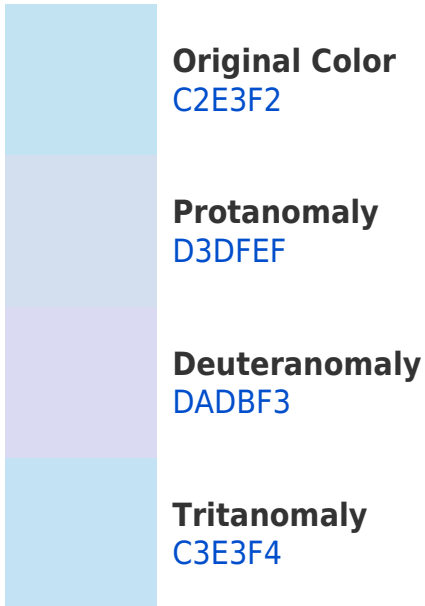 Original Color
C2E3F2
Protanomaly
D3DFEF
Deuteranomaly
DADBF3
Tritanomaly
C3E3F4